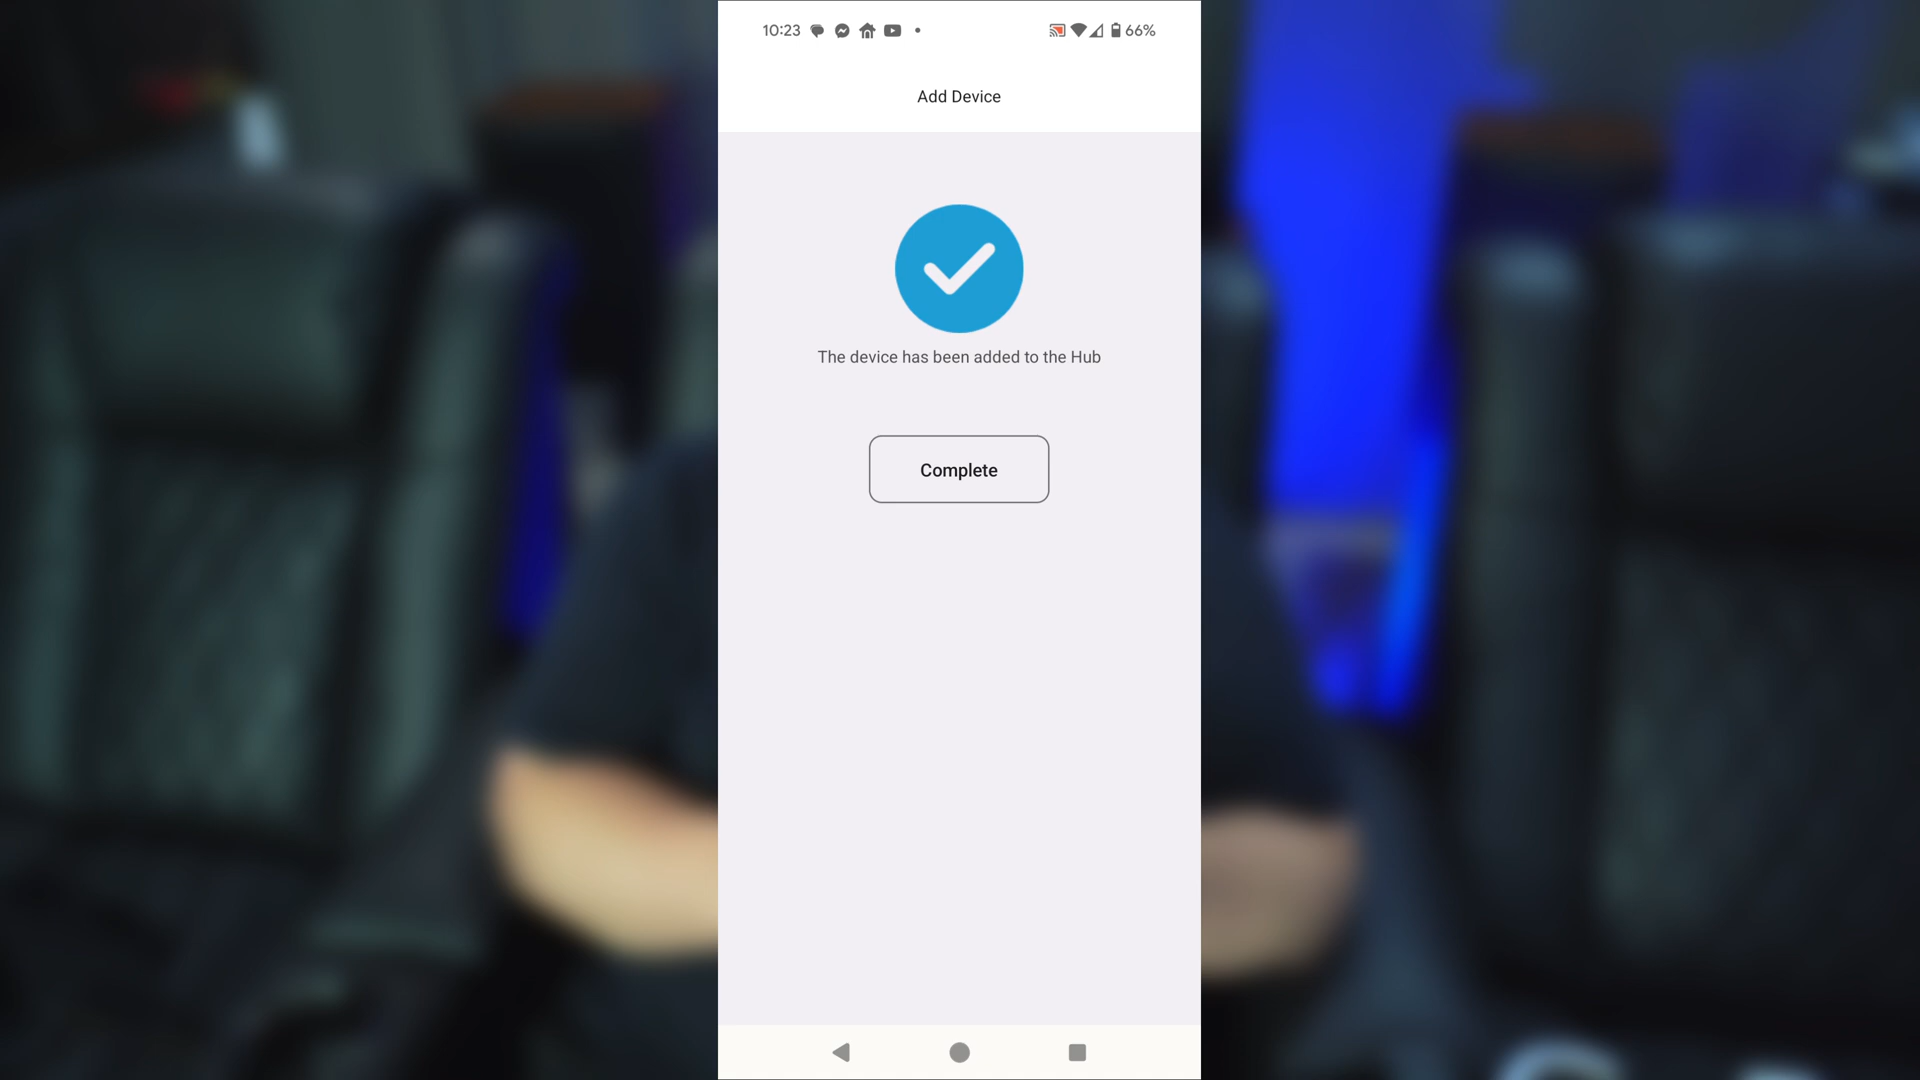 10:23
66%
Add Device
The device has been added to the Hub
Complete